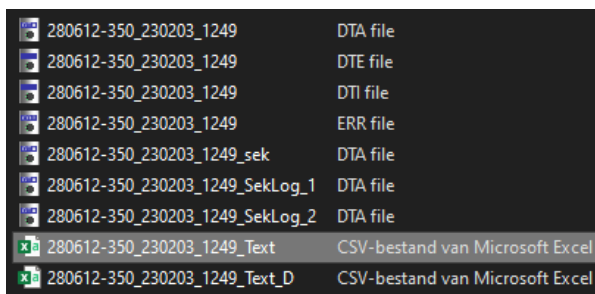 280612-350_230203_1249 DTA file
280612-350_230203_1249 DTE file
280612-350_230203_1249 DTI file
280612-350_230203_1249 ERR file
280612-350_230203_1249_sek DTA file
280612-350_230203_1249_SekLog_1 DTA file
280612-350_230203_1249_SekLog_2 DTA file
280612-350_230203_1249_Text CSV-bestand van Microsoft Excel
280612-350_230203_1249_Text_D CSV-bestand van Microsoft Excel